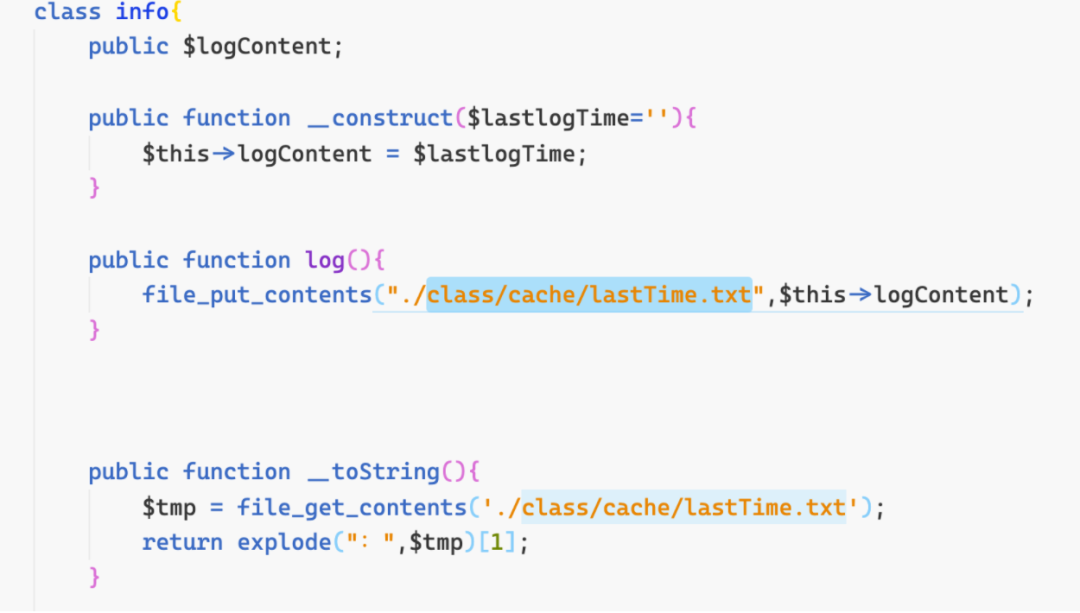 class info{
public $logContent;
public function __construct($lastlogTime=''){
$this->logContent = $lastlogTime;
}
public function log(){
file_put_contents("./class/cache/lastTime.txt",$this->logContent);
}
public function __toString(){
$tmp = file_get_contents('./class/cache/lastTime.txt');
return explode(": ",$tmp)[1];
}